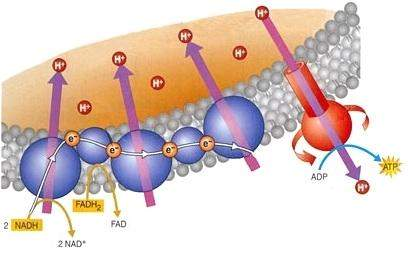 H+
H+
H+
H+
H+
H+
H+
e-
e-
e-
e-
2 NADH
2 NAD+
FADH2
FAD
ADP
ATP
H+